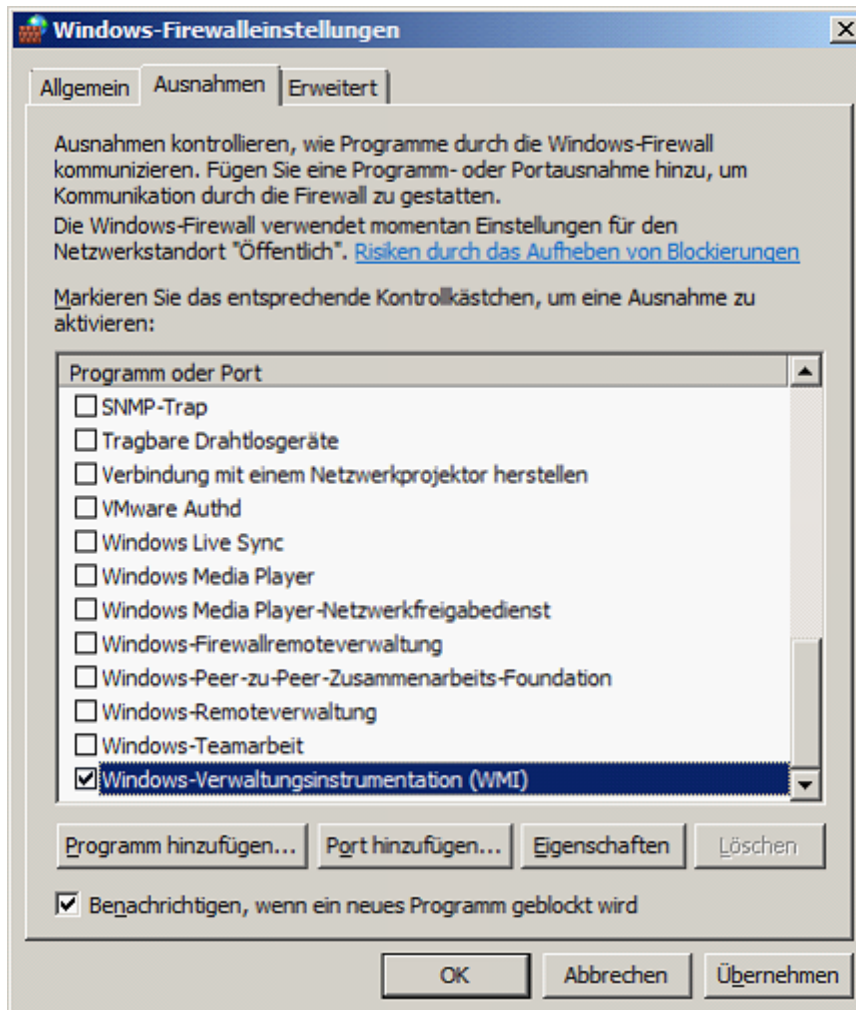 Windows-Firewalleinstellungen
Allgemein
Ausnahmen
Erweitert
Ausnahmen kontrollieren, wie Programme durch die Windows-Firewall
kommunizieren. Fügen Sie eine Programm- oder Portausnahme hinzu, um
Kommunikation durch die Firewall zu gestatten.
Die Windows-Firewall verwendet momentan Einstellungen für den
Netzwerkstandort "Öffentlich". Risiken durch das Aufheben von Blockierungen
Markieren Sie das entsprechende Kontrollkästchen, um eine Ausnahme zu
aktivieren:
Programm oder Port
SNMP-Trap
Tragbare Drahtlosgeräte
Verbindung mit einem Netzwerkprojektor herstellen
VMware Authd
Windows Live Sync
Windows Media Player
Windows Media Player-Netzwerkfreigabedienst
Windows-Firewallremoteverwaltung
Windows-Peer-zu-Peer-Zusammenarbeits-Foundation
Windows-Remoteverwaltung
Windows-Teamarbeit
Windows-Verwaltungsinstrumentation (WMI)
Programm hinzufügen...
Port hinzufügen...
Eigenschaften
Löschen
Benachrichtigen, wenn ein neues Programm geblockt wird
OK
Abbrechen
Übernehmen